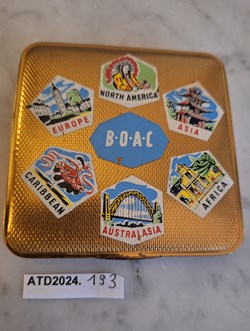 NORTH AMERICA
EUROPE
ASIA
B·O·A·C
CARIBBEAN
AFRICA
AUSTRALASIA
ATD2024. 193